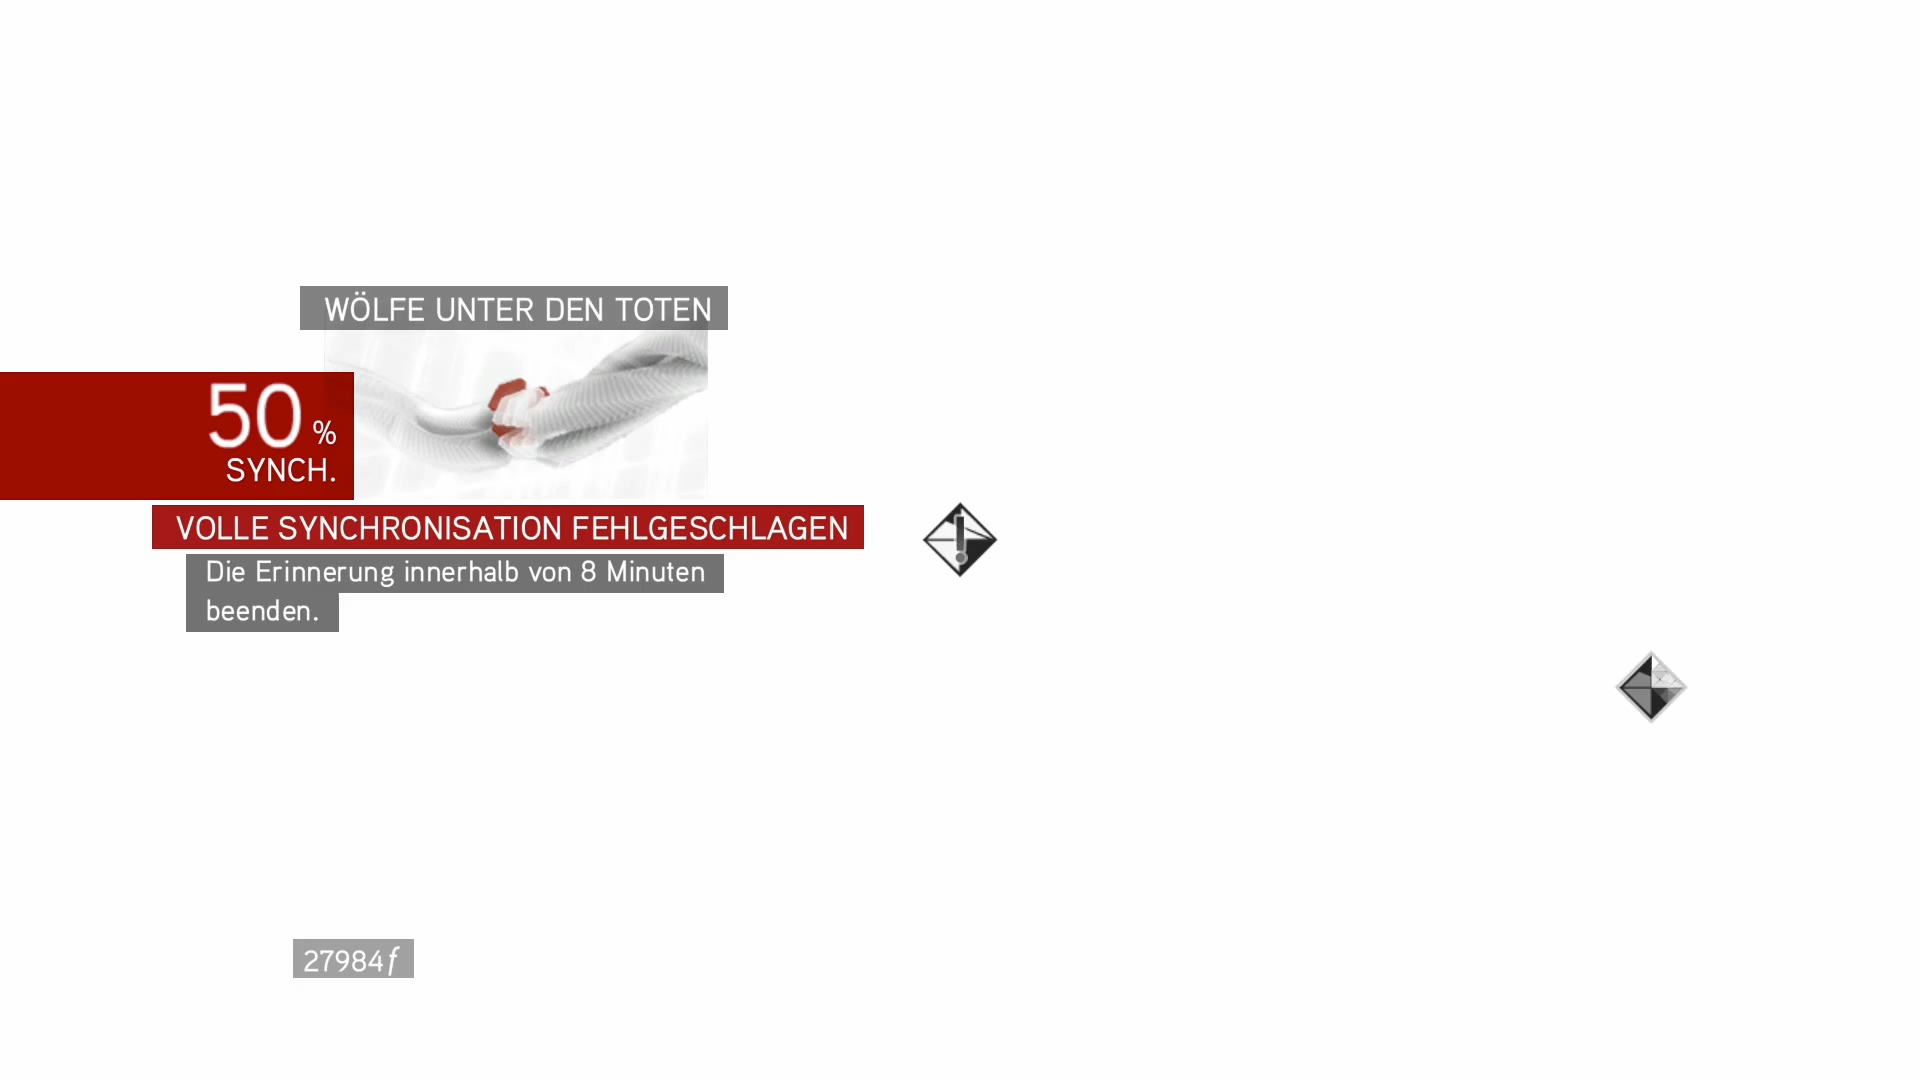 WÖLFE UNTER DEN TOTEN
50 %
SYNCH.
VOLLE SYNCHRONISATION FEHLGESCHLAGEN
Die Erinnerung innerhalb von 8 Minuten
beenden.
27984ƒ